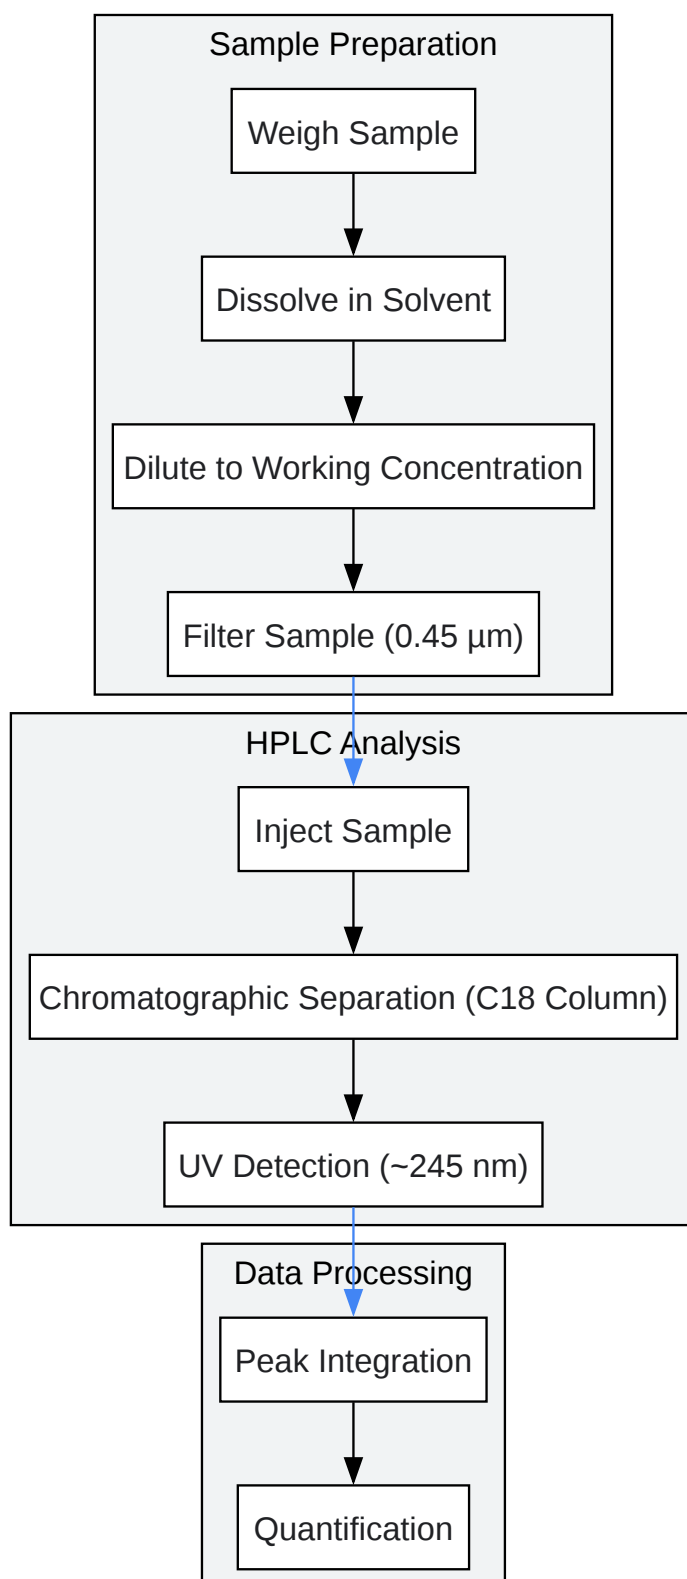 Sample Preparation
Weigh Sample
Dissolve in Solvent
Dilute to Working Concentration
Filter Sample (0.45 µm)
HPLC Analysis
Inject Sample
Chromatographic Separation (C18 Column)
UV Detection (~245 nm)
Data Processing
Peak Integration
Quantification